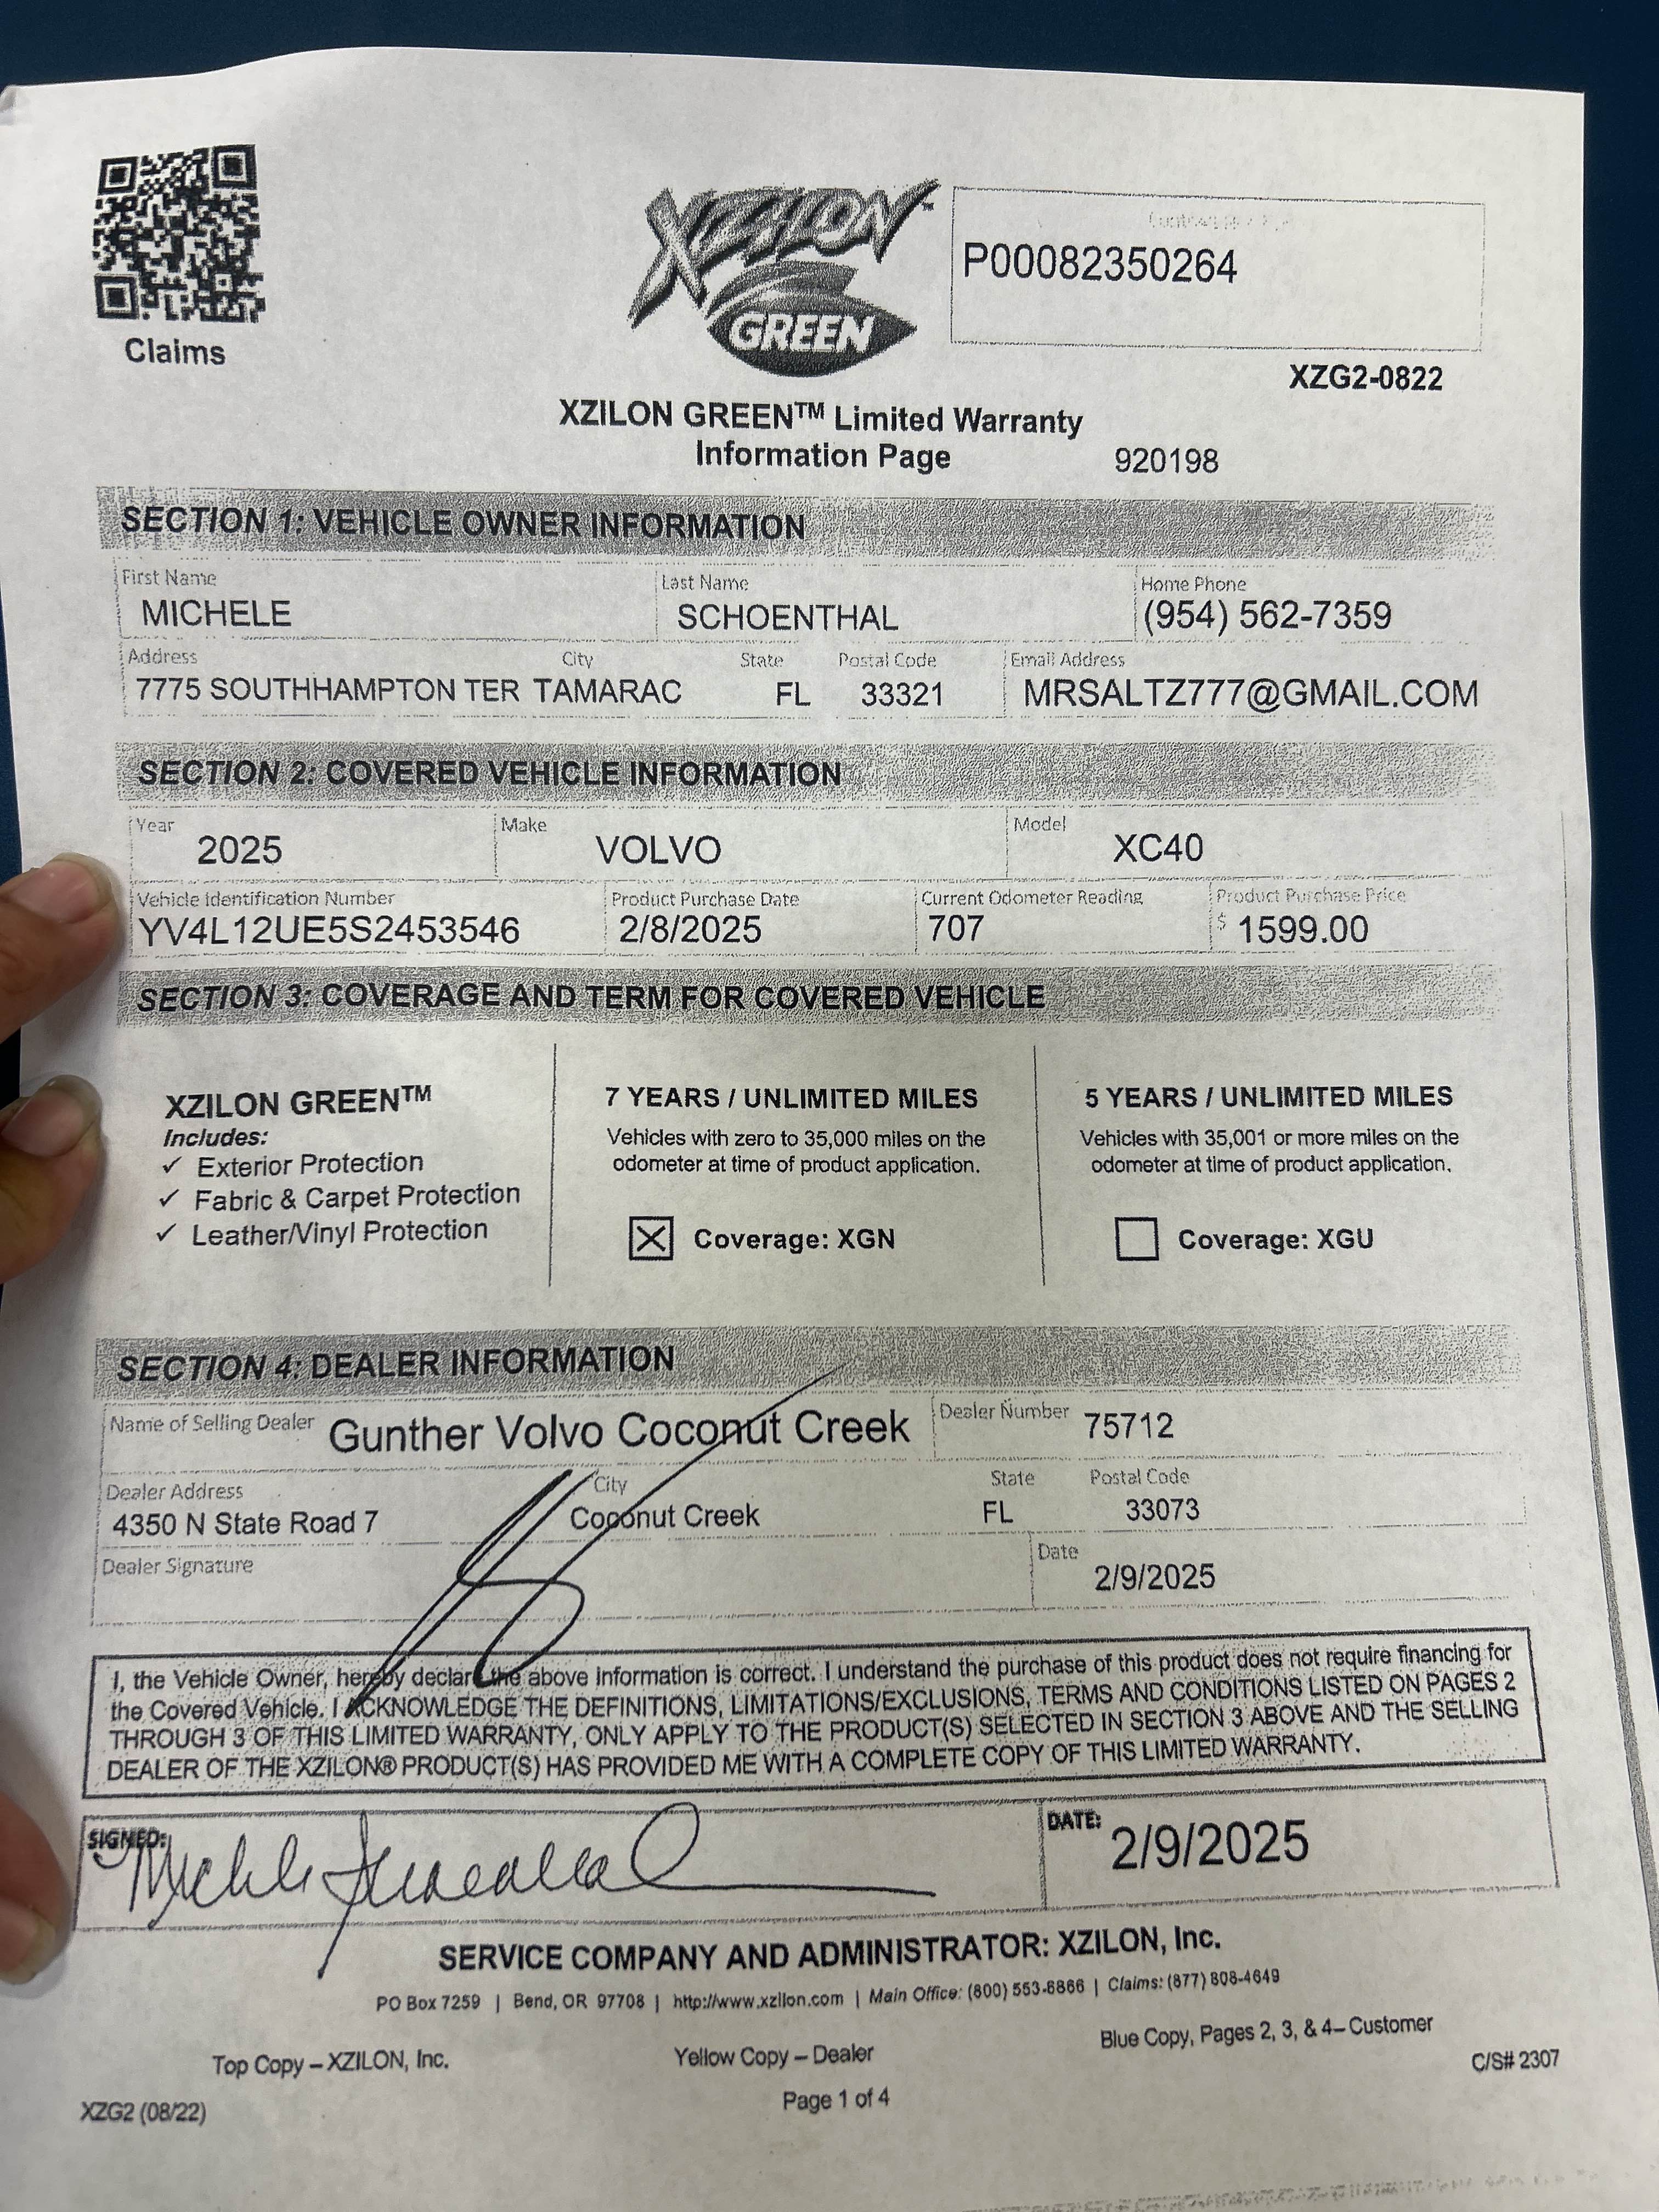 XZILON™
GREEN
P00082350264
Claims
XZG2-0822
XZILON GREEN™ Limited Warranty
Information Page 920198
SECTION 1: VEHICLE OWNER INFORMATION
First Name Last Name Home Phone
MICHELE SCHOENTHAL (954) 562-7359
Address City State Postal Code Email Address
7775 SOUTHHAMPTON TER TAMARAC FL 33321 MRSALTZ777@GMAIL.COM
SECTION 2: COVERED VEHICLE INFORMATION
Year Make Model
2025 VOLVO XC40
Vehicle Identification Number Product Purchase Date Current Odometer Reading Product Purchase Price
YV4L12UE5S2453546 2/8/2025 707 $ 1599.00
SECTION 3: COVERAGE AND TERM FOR COVERED VEHICLE
XZILON GREEN™
Includes:
✓ Exterior Protection
✓ Fabric & Carpet Protection
✓ Leather/Vinyl Protection
7 YEARS / UNLIMITED MILES
Vehicles with zero to 35,000 miles on the
odometer at time of product application.
Coverage: XGN
5 YEARS / UNLIMITED MILES
Vehicles with 35,001 or more miles on the
odometer at time of product application.
Coverage: XGU
SECTION 4: DEALER INFORMATION
Name of Selling Dealer Gunther Volvo Coconut Creek Dealer Number 75712
Dealer Address City State Postal Code
4350 N State Road 7 Coconut Creek FL 33073
Dealer Signature Date
2/9/2025
I, the Vehicle Owner, hereby declare the above information is correct. I understand the purchase of this product does not require financing for
the Covered Vehicle. I ACKNOWLEDGE THE DEFINITIONS, LIMITATIONS/EXCLUSIONS, TERMS AND CONDITIONS LISTED ON PAGES 2
THROUGH 3 OF THIS LIMITED WARRANTY, ONLY APPLY TO THE PRODUCT(S) SELECTED IN SECTION 3 ABOVE AND THE SELLING
DEALER OF THE XZILON® PRODUCT(S) HAS PROVIDED ME WITH A COMPLETE COPY OF THIS LIMITED WARRANTY.
SIGNED: DATE: 2/9/2025
SERVICE COMPANY AND ADMINISTRATOR: XZILON, Inc.
PO Box 7259 | Bend, OR 97708 | http://www.xzilon.com | Main Office: (800) 553-6866 | Claims: (877) 808-4649
Top Copy – XZILON, Inc. Yellow Copy – Dealer Blue Copy, Pages 2, 3, & 4– Customer
C/S# 2307
Page 1 of 4
XZG2 (08/22)